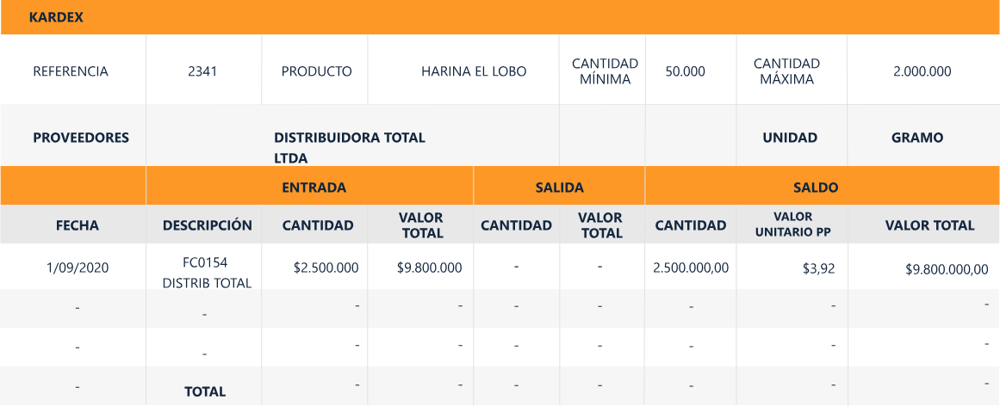 KARDEX
REFERENCIA 2341 PRODUCTO HARINA EL LOBO CANTIDAD MÍNIMA 50.000 CANTIDAD MÁXIMA 2.000.000
PROVEEDORES DISTRIBUIDORA TOTAL LTDA UNIDAD GRAMO
ENTRADA SALIDA SALDO
FECHA DESCRIPCIÓN CANTIDAD VALOR TOTAL CANTIDAD VALOR TOTAL CANTIDAD VALOR UNITARIO PP VALOR TOTAL
1/09/2020 FC0154 DISTRIB TOTAL $2.500.000 $9.800.000 - - 2.500.000,00 $3,92 $9.800.000,00
- - - - - - - - -
- - - - - - - - -
- TOTAL - - - - - - -